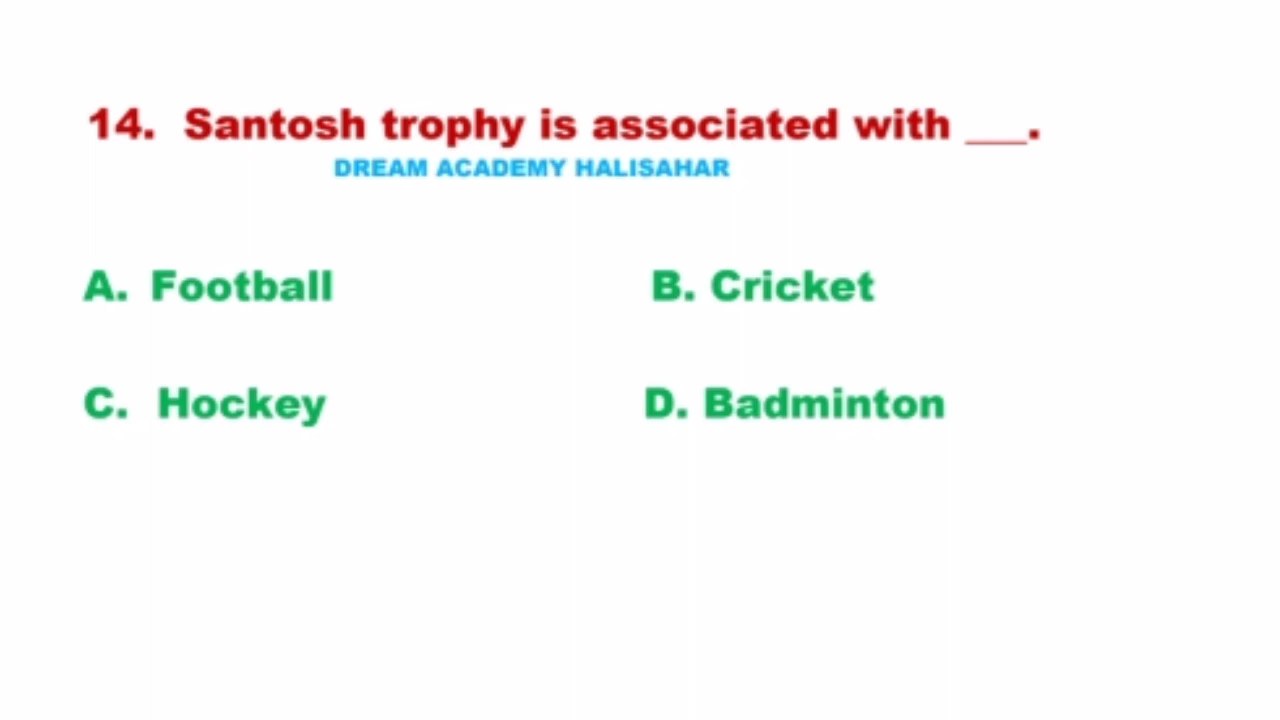 14. Santosh trophy is associated with ___.
DREAM ACADEMY HALISAHAR
A. Football B. Cricket
C. Hockey D. Badminton